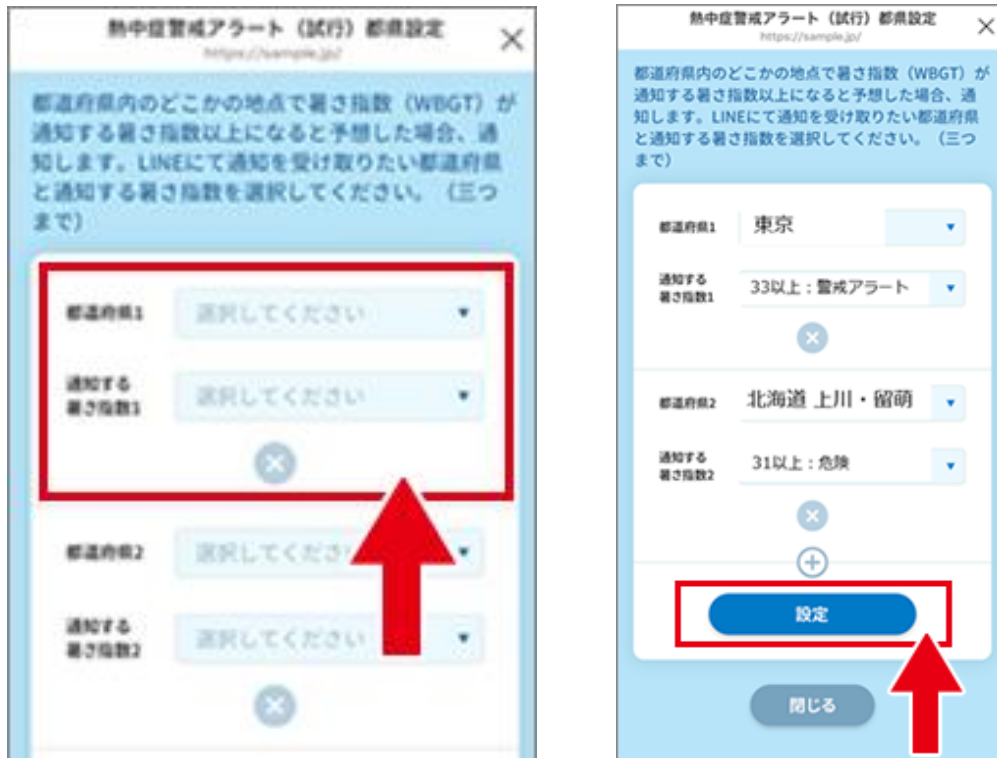 熱中症警戒アラート（試行）都県設定
https://sample.jp/
都道府県内のどこかの地点で暑さ指数（WBGT）が
通知する暑さ指数以上になると予想した場合、通
知します。LINEにて通知を受け取りたい都道府県
と通知する暑さ指数を選択してください。（三つ
まで）
都道府県1
選択してください
通知する
暑さ指数1
選択してください
都道府県2
選択してくださ
通知する
暑さ指数2
選択してください
熱中症警戒アラート（試行）都県設定
https://sample.jp/
都道府県内のどこかの地点で暑さ指数（WBGT）が
通知する暑さ指数以上になると予想した場合、通
知します。LINEにて通知を受け取りたい都道府県
と通知する暑さ指数を選択してください。（三つ
まで）
都道府県1
東京
通知する
暑さ指数1
33以上：警戒アラート
都道府県2
北海道 上川・留萌
通知する
暑さ指数2
31以上：危険
設定
閉じる